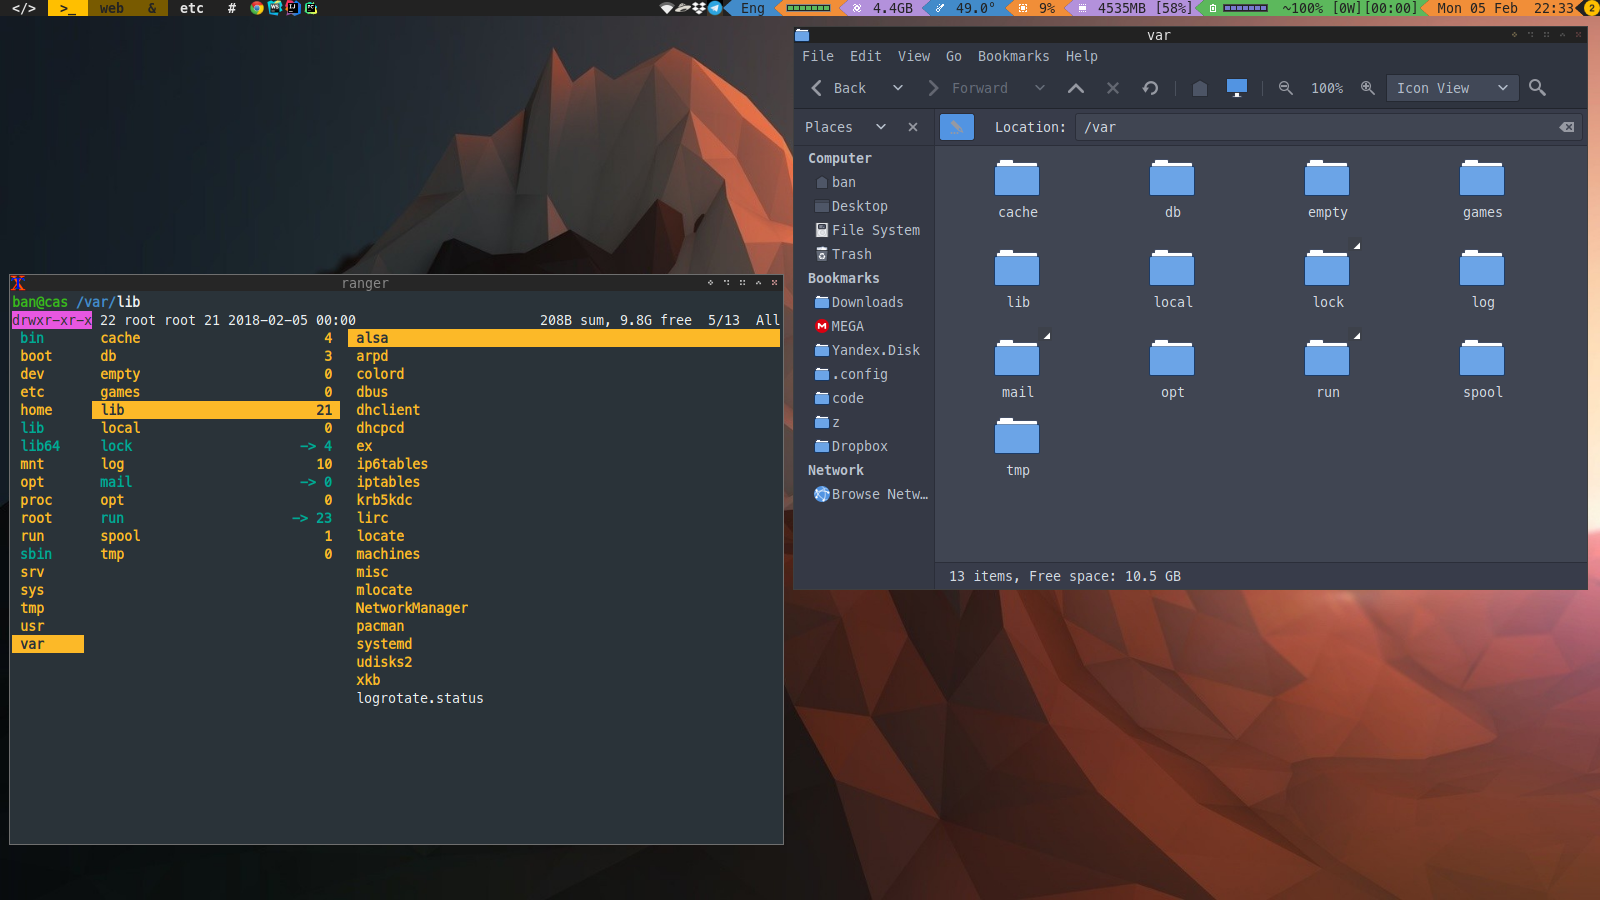 </> >_ web & etc # Eng 4.4GB 49.0° 9% 4535MB [58%] ~100% [0W][00:00] Mon 05 Feb 22:33 2
var
File Edit View Go Bookmarks Help
Back Forward 100% Icon View
Places Location: /var
Computer
ban
Desktop
File System
Trash
Bookmarks
Downloads
MEGA
Yandex.Disk
.config
code
z
Dropbox
Network
Browse Netw…
cache db empty games
lib local lock log
mail opt run spool
tmp
13 items, Free space: 10.5 GB
ranger
ban@cas /var/lib
drwxr-xr-x 22 root root 21 2018-02-05 00:00 208B sum, 9.8G free 5/13 All
bin cache 4 alsa
boot db 3 arpd
dev empty 0 colord
etc games 0 dbus
home lib 21 dhclient
lib local 0 dhcpcd
lib64 lock -> 4 ex
mnt log 10 ip6tables
opt mail -> 0 iptables
proc opt 0 krb5kdc
root run -> 23 lirc
run spool 1 locate
sbin tmp 0 machines
srv misc
sys mlocate
tmp NetworkManager
usr pacman
var systemd
udisks2
xkb
logrotate.status